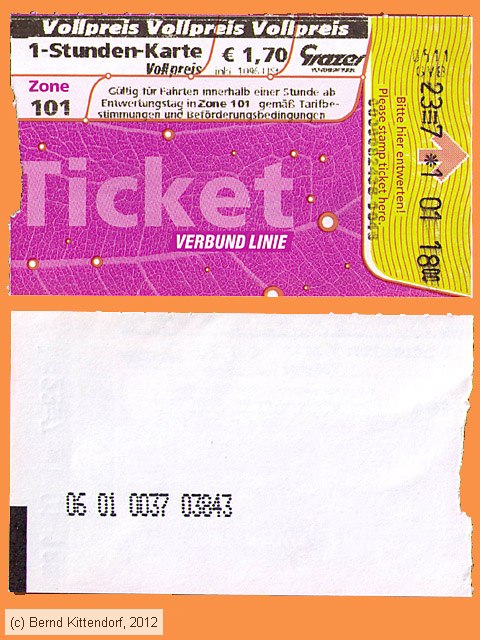 Vollpreis Vollpreis Vollpreis
1-Stunden-Karte
Vollpreis
€ 1,70
Grazer
Zone
101
Gültig für Fahrten innerhalb einer Stunde ab
Entwertungstag in Zone 101 gemäß Tarifbe-
stimmungen und Beförderungsbedingungen
Ticket
VERBUND LINIE
Bitte hier entwerten!
Please stamp ticket here.
0511
GVB
06 01 0037 03843
(c) Bernd Kittendorf, 2012